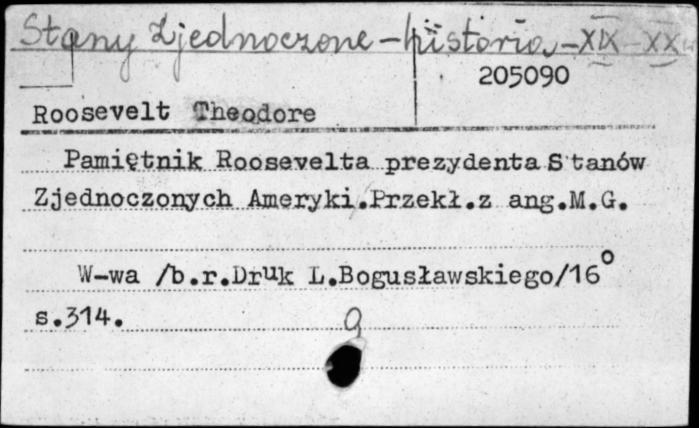 Stany Zjednoczone – historia – XIX – XX w
205090
Roosevelt Theodore
Pamiętnik Roosevelta prezydenta Stanów
Zjednoczonych Ameryki.Przekł.z ang.M.G.
W-wa /b.r.Druk L.Bogusławskiego/16°
s.314.